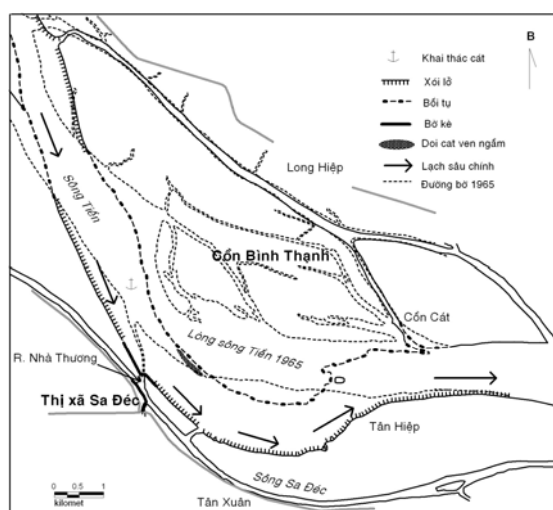 B
Khai thác cát
Xói lở
Bồi tụ
Bờ kè
Doi cat ven ngầm
Lạch sâu chính
Đường bờ 1965
Long Hiệp
Sông Tiền
Cồn Bình Thạnh
Cồn Cát
Lòng sông Tiền 1965
R. Nhà Thương
Thị xã Sa Đéc
Tân Hiệp
Sông Sa Đéc
Tân Xuân
0 0.5 1
kilomet